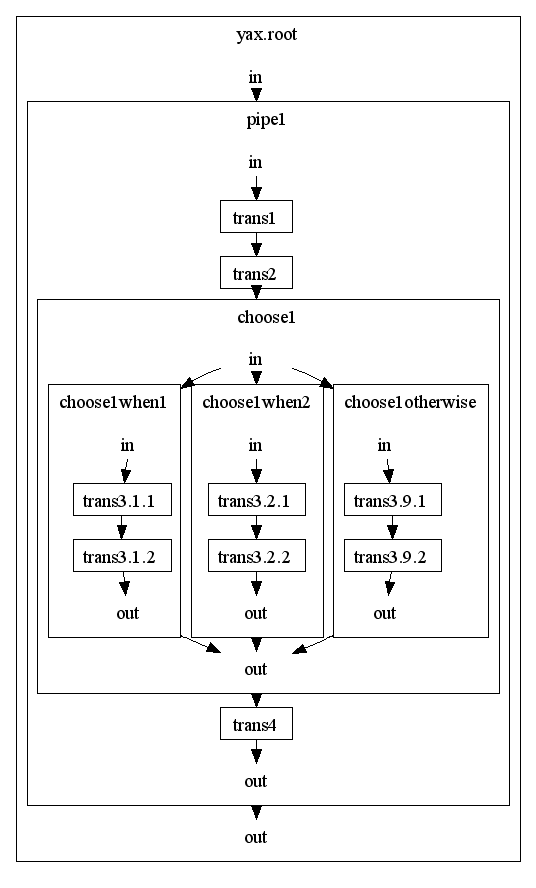 yax.root
in
pipe1
in
trans1
trans2
choose1
in
choose1when1 choose1when2 choose1otherwise
in in in
trans3.1.1 trans3.2.1 trans3.9.1
trans3.1.2 trans3.2.2 trans3.9.2
out out out
out
trans4
out
out